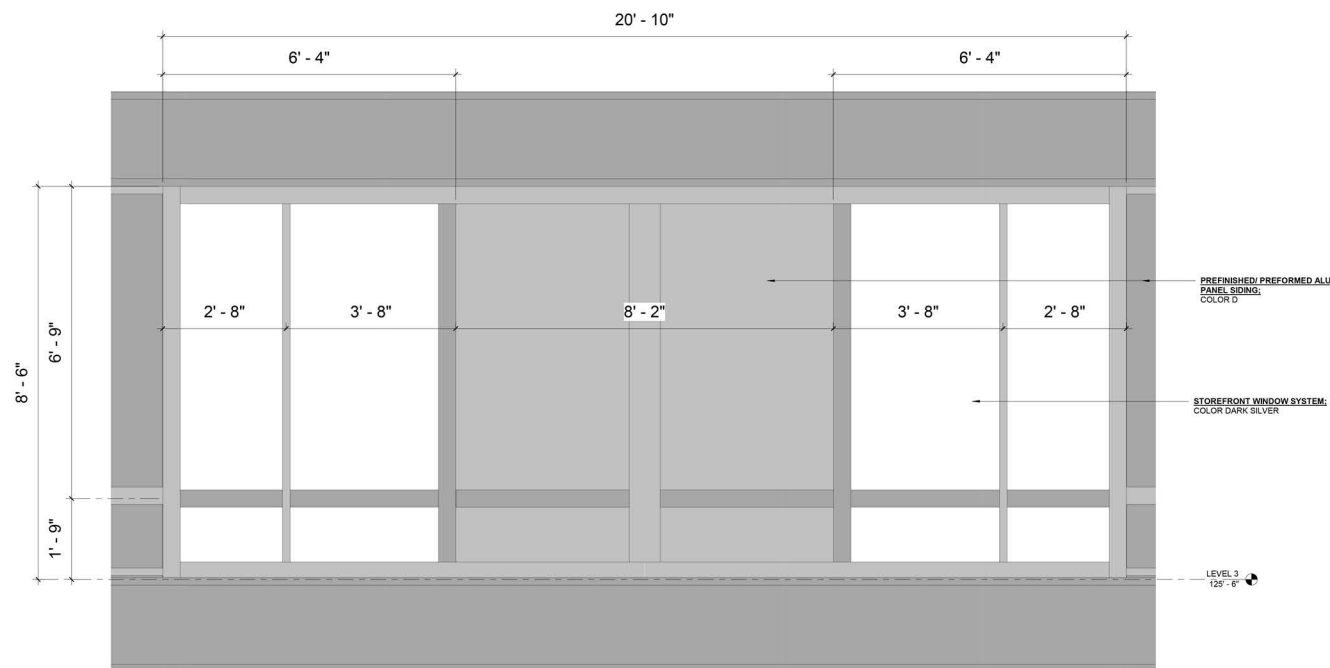 20' - 10"
6' - 4"
6' - 4"
PREFINISHED/ PREFORMED ALU
PANEL SIDING;
COLOR D
2' - 8"
3' - 8"
8' - 2"
3' - 8"
2' - 8"
6' - 9"
8' - 6"
STOREFRONT WINDOW SYSTEM;
COLOR DARK SILVER
1' - 9"
LEVEL 3
125' - 6"